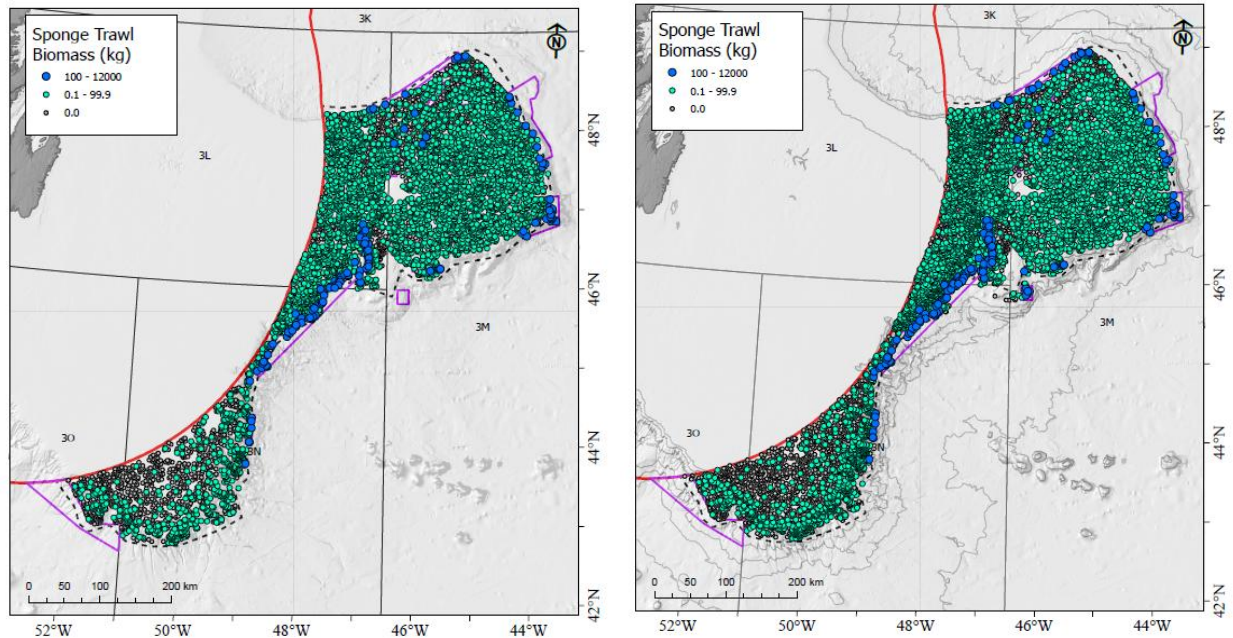 Sponge Trawl
Biomass (kg)
100 - 12000
0.1 - 99.9
0.0
3K
N
3L
3M
3O
3N
48°N
46°N
44°N
42°N
0 50 100 200 km
52°W 50°W 48°W 46°W 44°W
Sponge Trawl
Biomass (kg)
100 - 12000
0.1 - 99.9
0.0
3K
N
3L
3M
3O
N
48°N
46°N
44°N
42°N
0 50 100 200 km
52°W 50°W 48°W 46°W 44°W